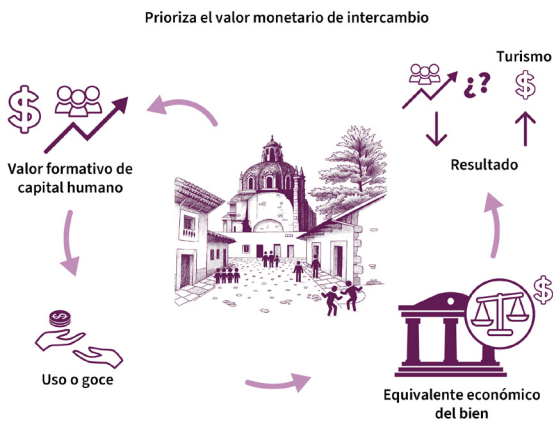 Prioriza el valor monetario de intercambio
Turismo
$
¿?
$
Valor formativo de
capital humano
Resultado
$
Uso o goce
Equivalente económico
del bien